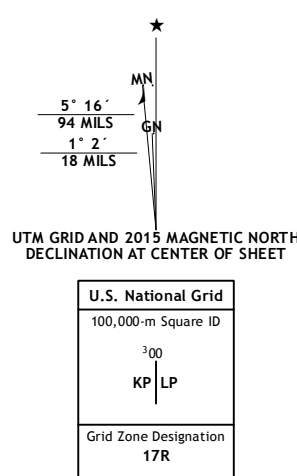 MN
5° 16´
94 MILS
GN
1° 2´
18 MILS
UTM GRID AND 2015 MAGNETIC NORTH
DECLINATION AT CENTER OF SHEET
U.S. National Grid
100,000-m Square ID
³00
KP LP
Grid Zone Designation
17R